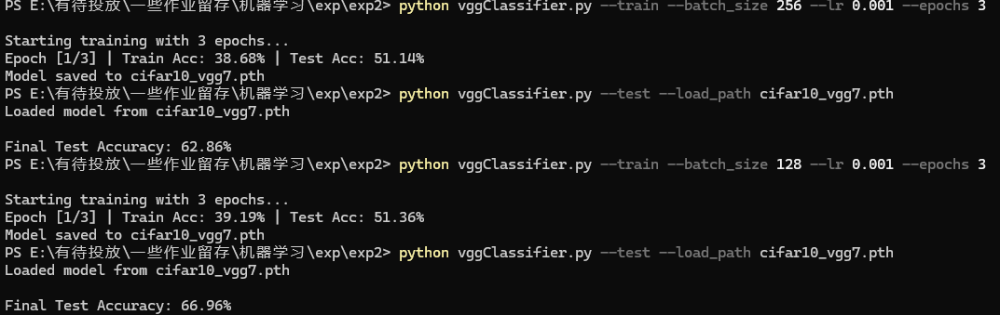 PS E:\有待投放\一些作业留存\机器学习\exp\exp2> python vggClassifier.py --train --batch_size 256 --lr 0.001 --epochs 3
Starting training with 3 epochs...
Epoch [1/3] | Train Acc: 38.68% | Test Acc: 51.14%
Model saved to cifar10_vgg7.pth
PS E:\有待投放\一些作业留存\机器学习\exp\exp2> python vggClassifier.py --test --load_path cifar10_vgg7.pth
Loaded model from cifar10_vgg7.pth
Final Test Accuracy: 62.86%
PS E:\有待投放\一些作业留存\机器学习\exp\exp2> python vggClassifier.py --train --batch_size 128 --lr 0.001 --epochs 3
Starting training with 3 epochs...
Epoch [1/3] | Train Acc: 39.19% | Test Acc: 51.36%
Model saved to cifar10_vgg7.pth
PS E:\有待投放\一些作业留存\机器学习\exp\exp2> python vggClassifier.py --test --load_path cifar10_vgg7.pth
Loaded model from cifar10_vgg7.pth
Final Test Accuracy: 66.96%